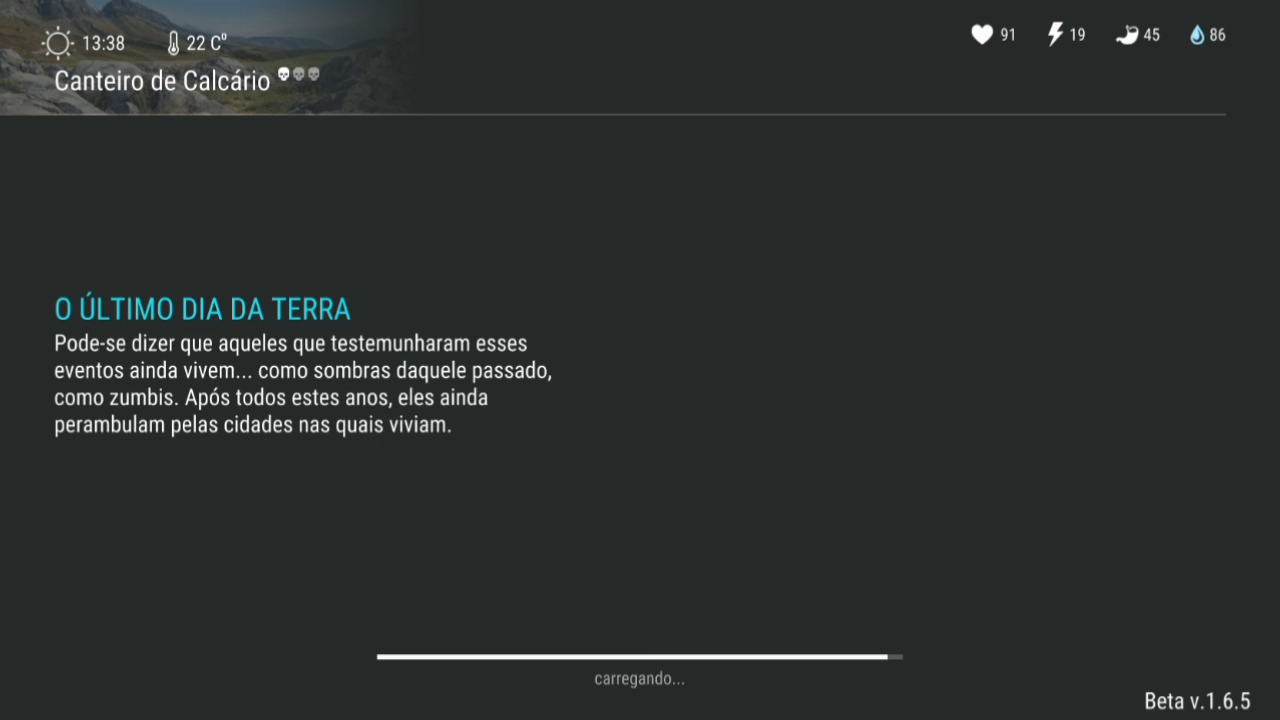 13:38 22 Cº
91 19 45 86
Canteiro de Calcário
O ÚLTIMO DIA DA TERRA
Pode-se dizer que aqueles que testemunharam esses
eventos ainda vivem... como sombras daquele passado,
como zumbis. Após todos estes anos, eles ainda
perambulam pelas cidades nas quais viviam.
carregando...
Beta v.1.6.5